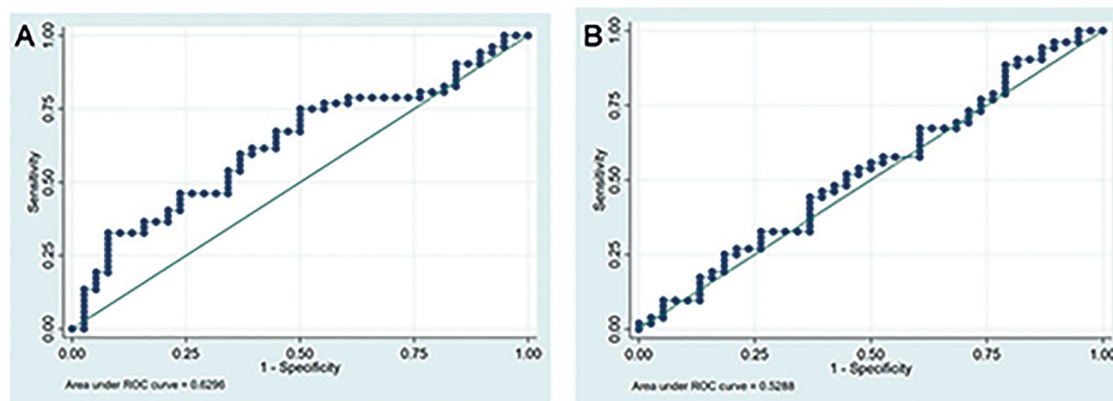 A
Sensitivity
1.00
0.75
0.50
0.25
0.00
0.00 0.25 0.50 0.75 1.00
1 - Specificity
Area under ROC curve = 0.6296
B
Sensitivity
1.00
0.75
0.50
0.25
0.00
0.00 0.25 0.50 0.75 1.00
1 - Specificity
Area under ROC curve = 0.5288